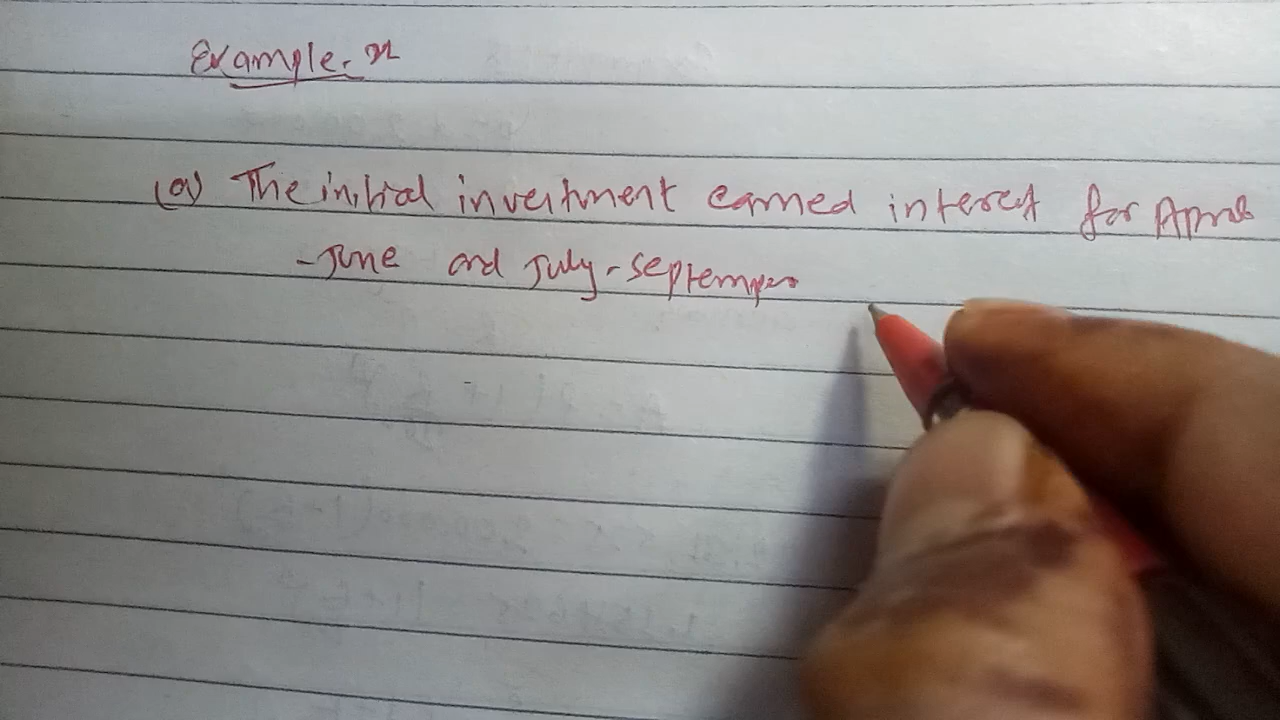 Example.
(a) The initial investment earned interest for April
- June and July - September